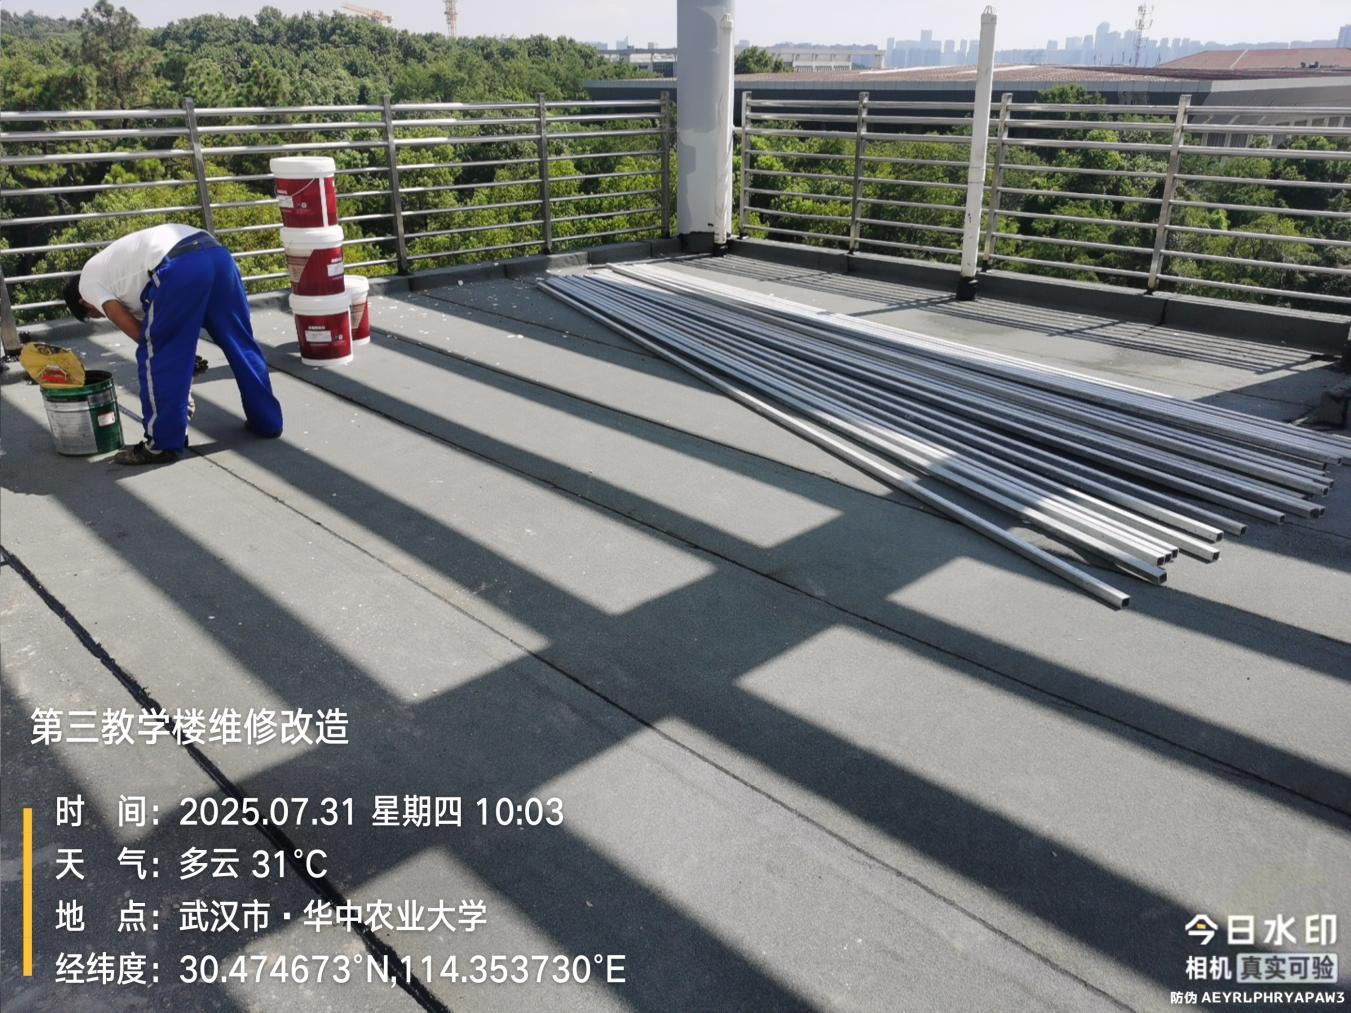 第三教学楼维修改造
时 间：2025.07.31 星期四 10:03
天 气：多云 31°C
地 点：武汉市·华中农业大学
经纬度：30.474673°N,114.353730°E
今日水印
相机 真实可验
防伪 AEYRLPHRYAPAW3